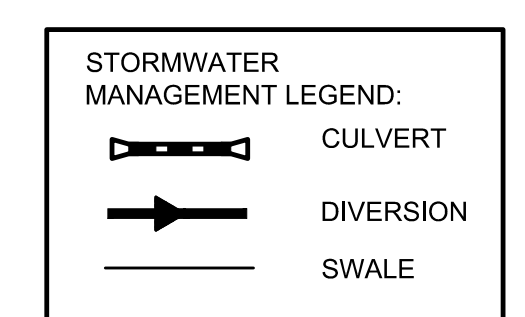 STORMWATER
MANAGEMENT LEGEND:
CULVERT
DIVERSION
SWALE